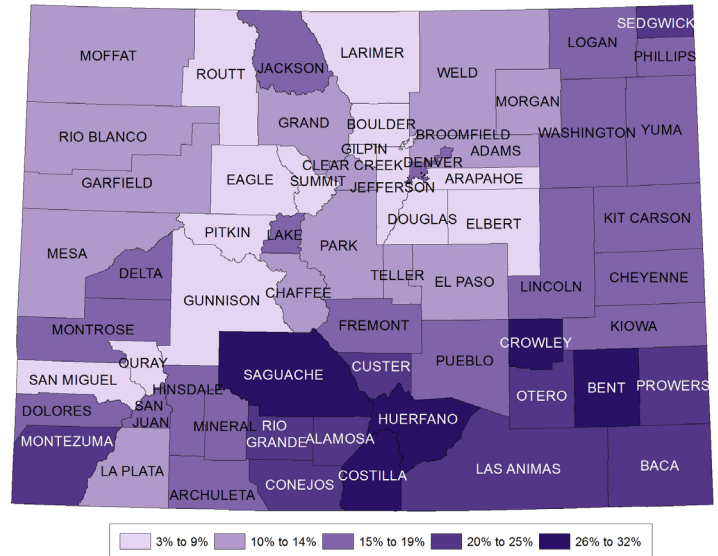 SEDGWICK
LOGAN
MOFFAT
LARIMER
PHILLIPS
JACKSON
ROUTT
WELD
MORGAN
GRAND
BOULDER
RIO BLANCO
BROOMFIELD
WASHINGTON
YUMA
GILPIN
ADAMS
CLEAR CREEK
DENVER
GARFIELD
EAGLE
SUMMIT
ARAPAHOE
JEFFERSON
DOUGLAS
ELBERT
KIT CARSON
PITKIN
LAKE
MESA
PARK
DELTA
TELLER
EL PASO
CHEYENNE
LINCOLN
CHAFFEE
GUNNISON
FREMONT
KIOWA
MONTROSE
CROWLEY
OURAY
PUEBLO
CUSTER
SAGUACHE
SAN MIGUEL
HINSDALE
BENT
PROWERS
OTERO
DOLORES
SAN
JUAN
HUERFANO
MINERAL
RIO
GRANDE
ALAMOSA
MONTEZUMA
LA PLATA
COSTILLA
LAS ANIMAS
BACA
CONEJOS
ARCHULETA
3% to 9%
10% to 14%
15% to 19%
20% to 25%
26% to 32%